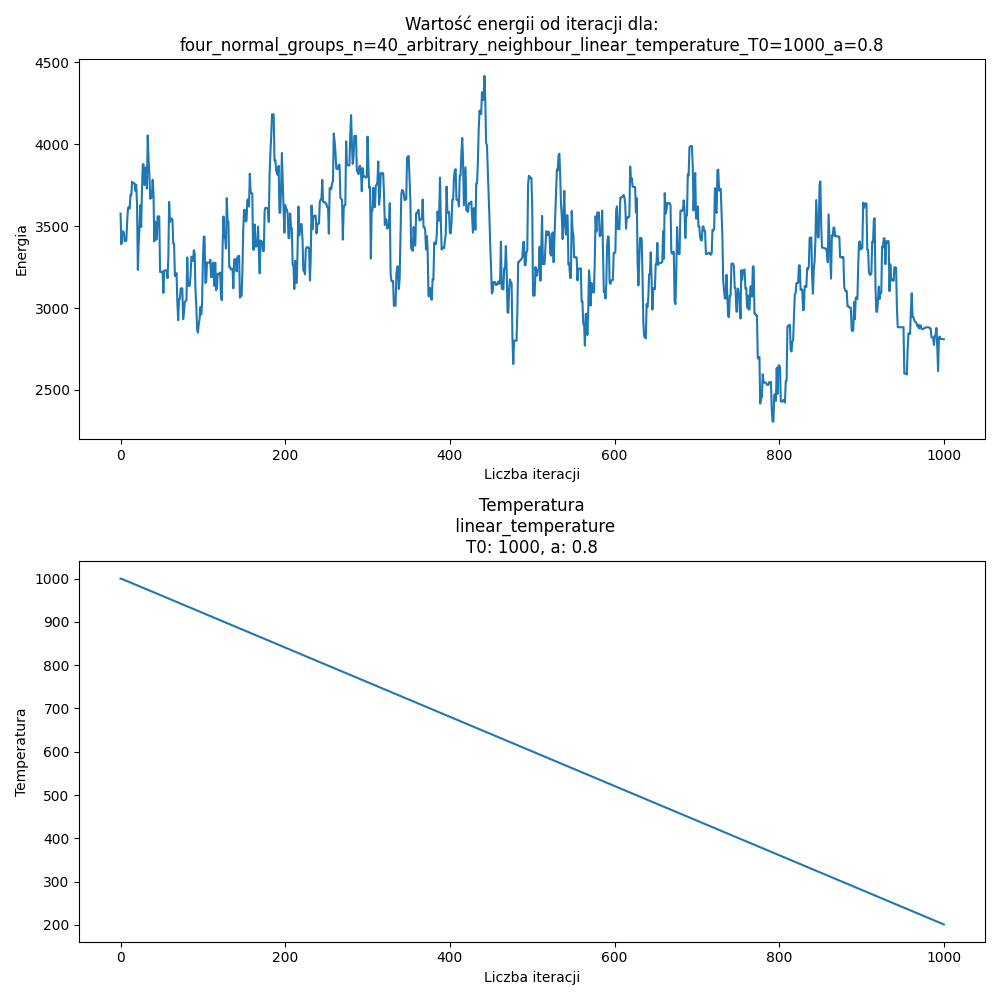 Wartość energii od iteracji dla:
four_normal_groups_n=40_arbitrary_neighbour_linear_temperature_T0=1000_a=0.8
4500
4000
3500
3000
2500
Energia
0 200 400 600 800 1000
Liczba iteracji
Temperatura
linear_temperature
T0: 1000, a: 0.8
1000
900
800
700
600
500
400
300
200
Temperatura
0 200 400 600 800 1000
Liczba iteracji